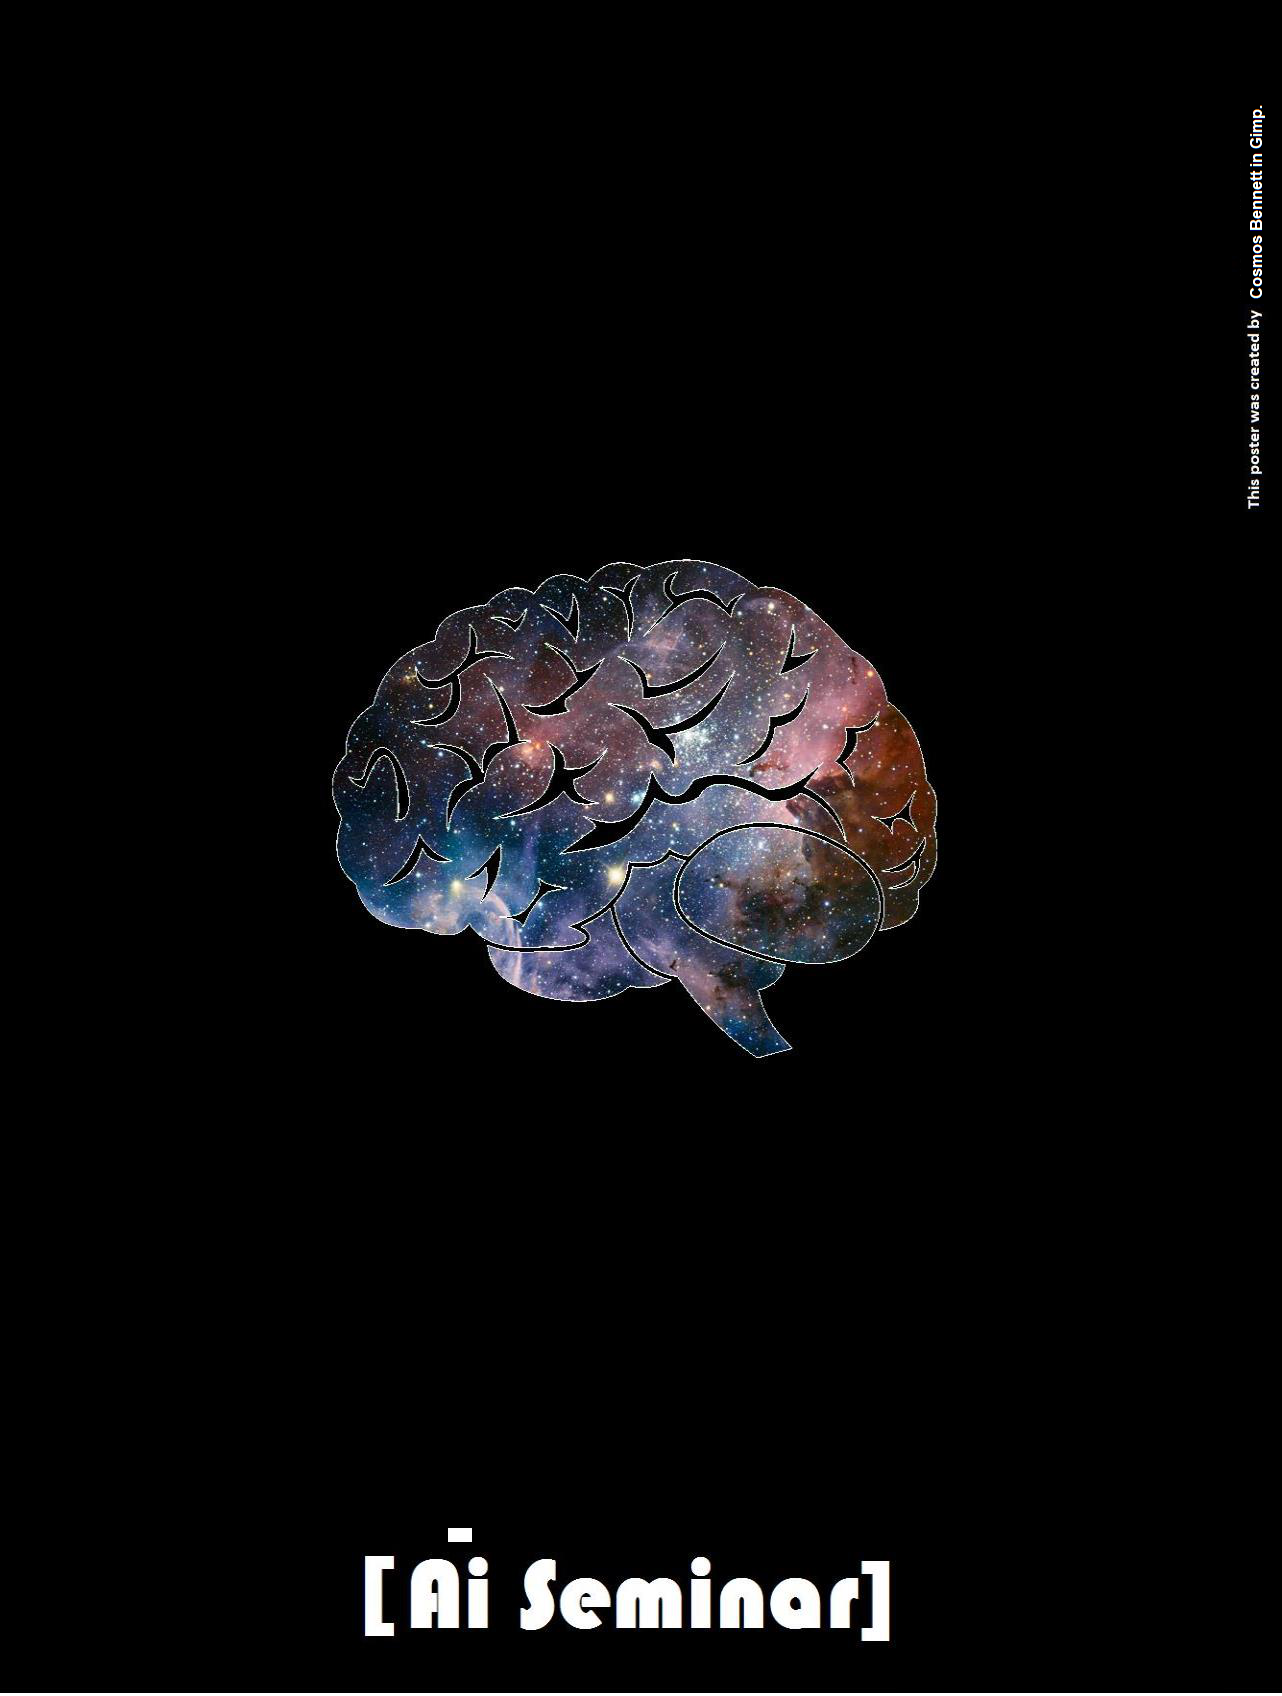 This poster was created by Cosmos Bennett in Gimp.
[ Ai Seminar]